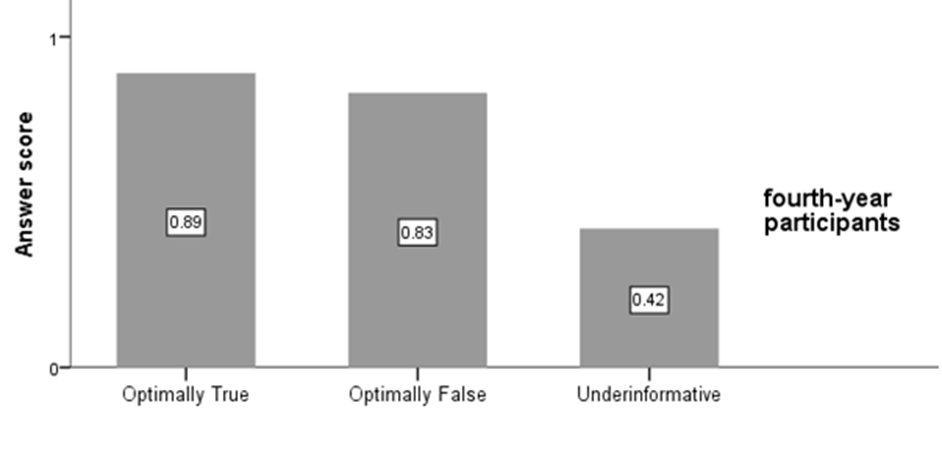 1
Answer score
0.89
0.83
0.42
fourth-year
participants
0
Optimally True
Optimally False
Underinformative